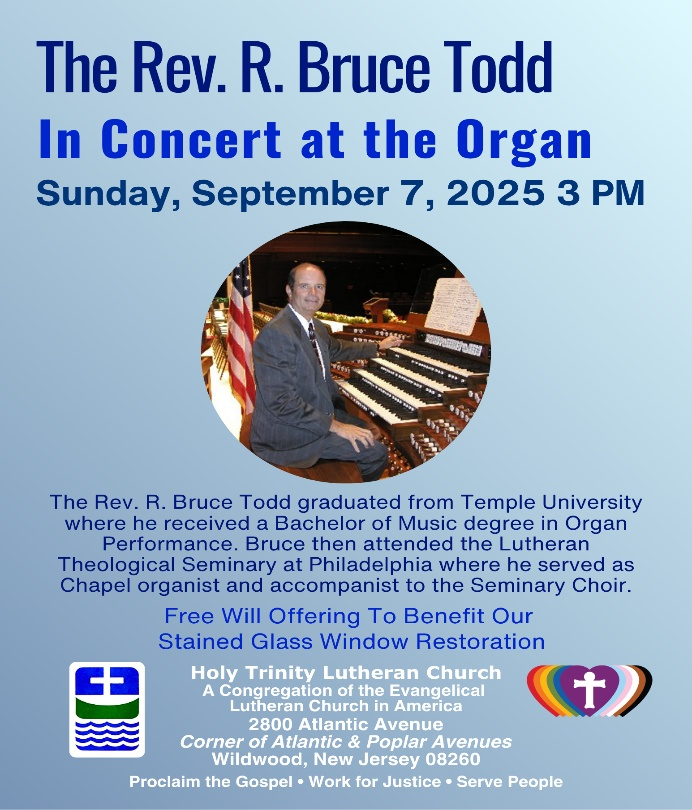 The Rev. R. Bruce Todd
In Concert at the Organ
Sunday, September 7, 2025 3 PM
The Rev. R. Bruce Todd graduated from Temple University
where he received a Bachelor of Music degree in Organ
Performance. Bruce then attended the Lutheran
Theological Seminary at Philadelphia where he served as
Chapel organist and accompanist to the Seminary Choir.
Free Will Offering To Benefit Our
Stained Glass Window Restoration
Holy Trinity Lutheran Church
A Congregation of the Evangelical
Lutheran Church in America
2800 Atlantic Avenue
Corner of Atlantic & Poplar Avenues
Wildwood, New Jersey 08260
Proclaim the Gospel • Work for Justice • Serve People